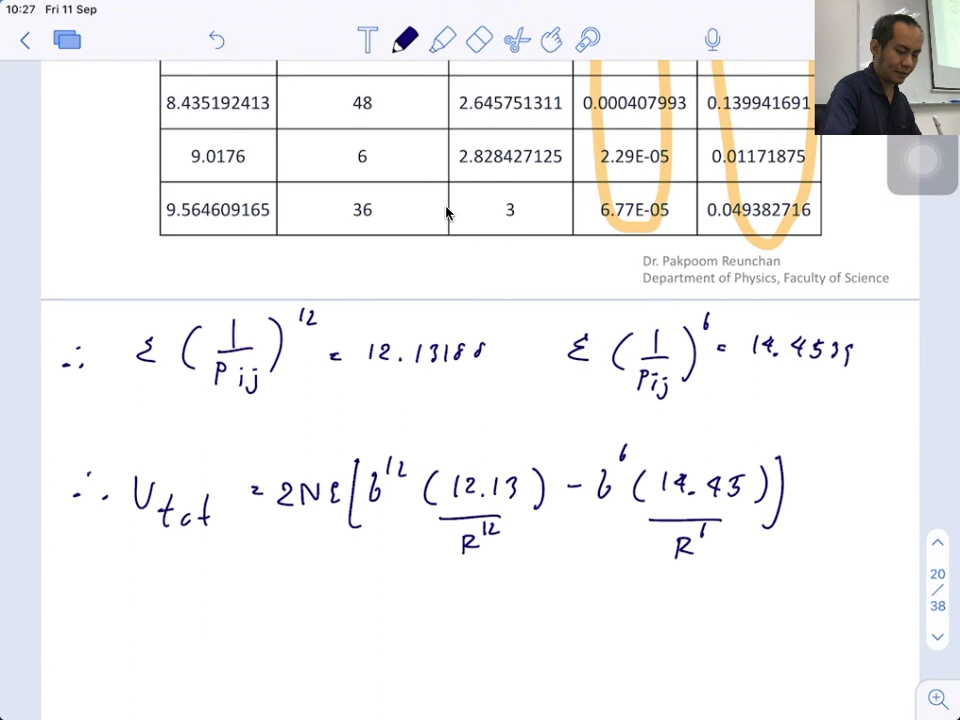 10:27 Fri 11 Sep
T
8.435192413 48 2.645751311 0.000407993 0.139941691
9.0176 6 2.828427125 2.29E-05 0.01171875
9.564609165 36 3 6.77E-05 0.049382716
Dr. Pakpoom Reunchan
Department of Physics, Faculty of Science
∴ Σ (1/Pij)^12 = 12.13188 Σ (1/Pij)^6 = 14.4539
∴ Utot = 2Nε[σ^12 (12.13)/R^12 - σ^6 (14.45)/R^6]
20
/
38